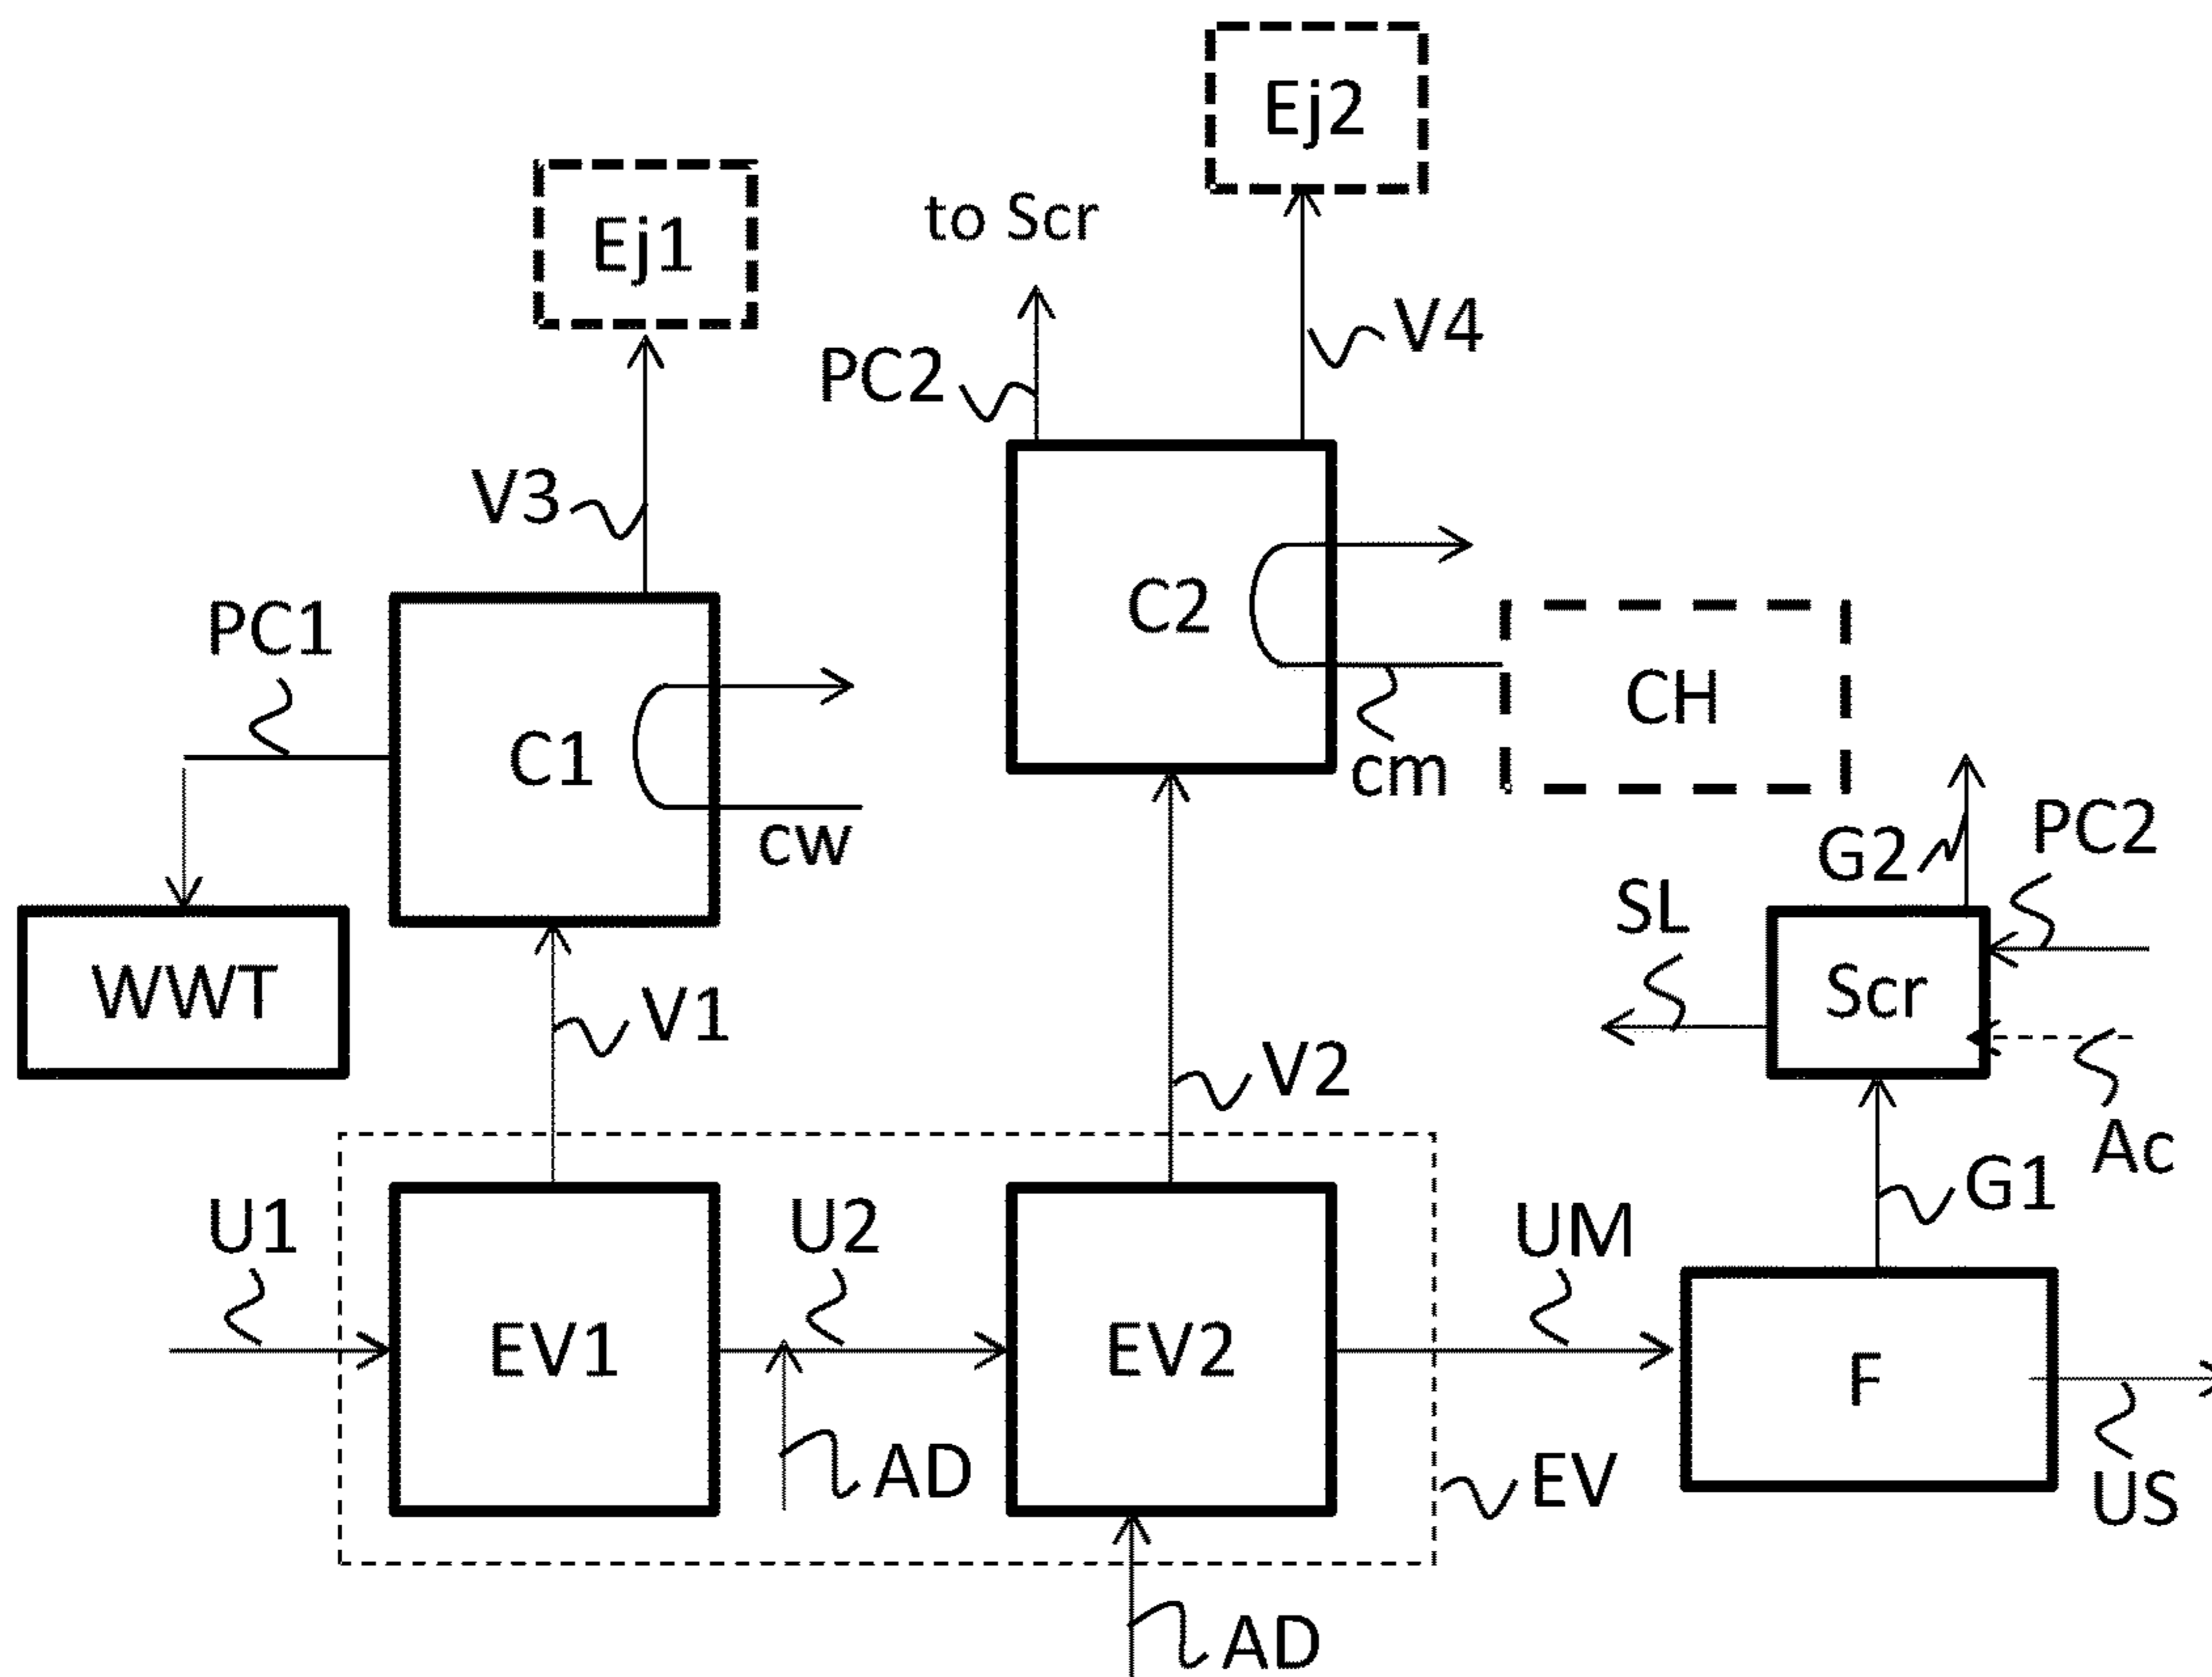 Ej2
to Scr
Ej1
V4
PC2
V3
PC1
C2
CH
C1
cm
cw
G2
PC2
SL
Scr
WWT
V1
V2
Ac
G1
U1
U2
UM
EV1
EV2
F
AD
EV
US
AD